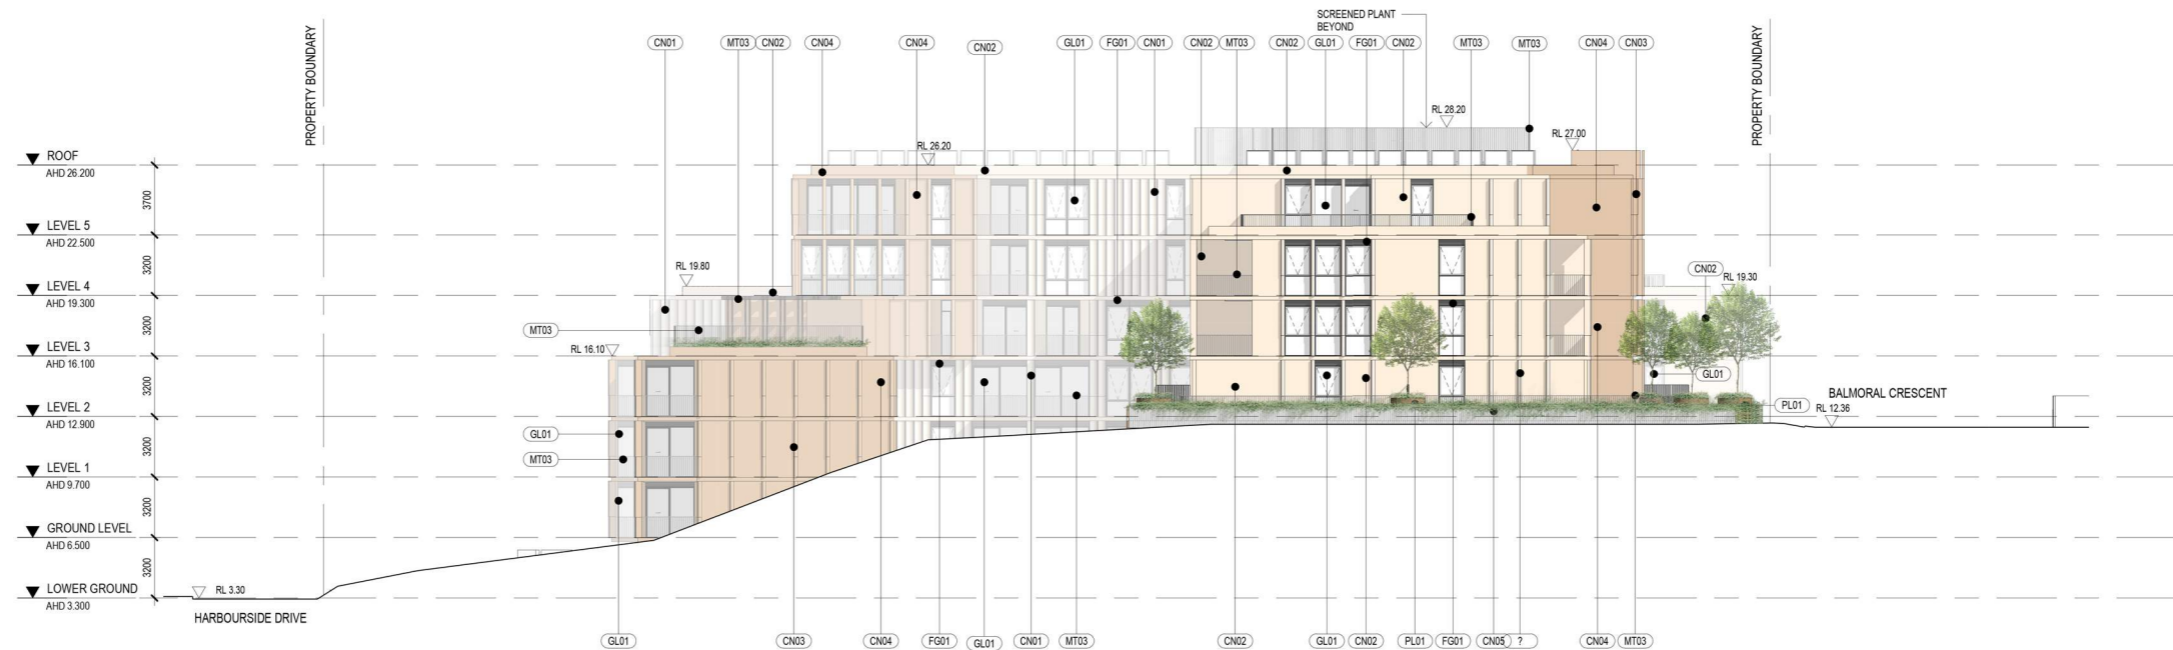 SCREENED PLANT
BEYOND
CN01
MT03
CN02
CN04
CN04
CN02
GL01
FG01
CN01
CN02
MT03
CN02
GL01
FG01
CN02
MT03
MT03
CN04
CN03
PROPERTY BOUNDARY
PROPERTY BOUNDARY
RL 28.20
RL 27.00
RL 26.20
ROOF
AHD 26.200
3700
LEVEL 5
AHD 22.500
3200
RL 19.80
CN02
RL 19.30
LEVEL 4
AHD 19.300
3200
MT03
LEVEL 3
AHD 16.100
RL 16.10
3200
GL01
BALMORAL CRESCENT
PL01
RL 12.36
LEVEL 2
AHD 12.900
3200
GL01
MT03
LEVEL 1
AHD 9.700
3200
GROUND LEVEL
AHD 6.500
3200
LOWER GROUND
AHD 3.300
RL 3.30
HARBOURSIDE DRIVE
GL01
CN03
CN04
FG01
GL01
CN01
MT03
CN02
GL01
CN02
PL01
FG01
CN05
?
CN04
MT03